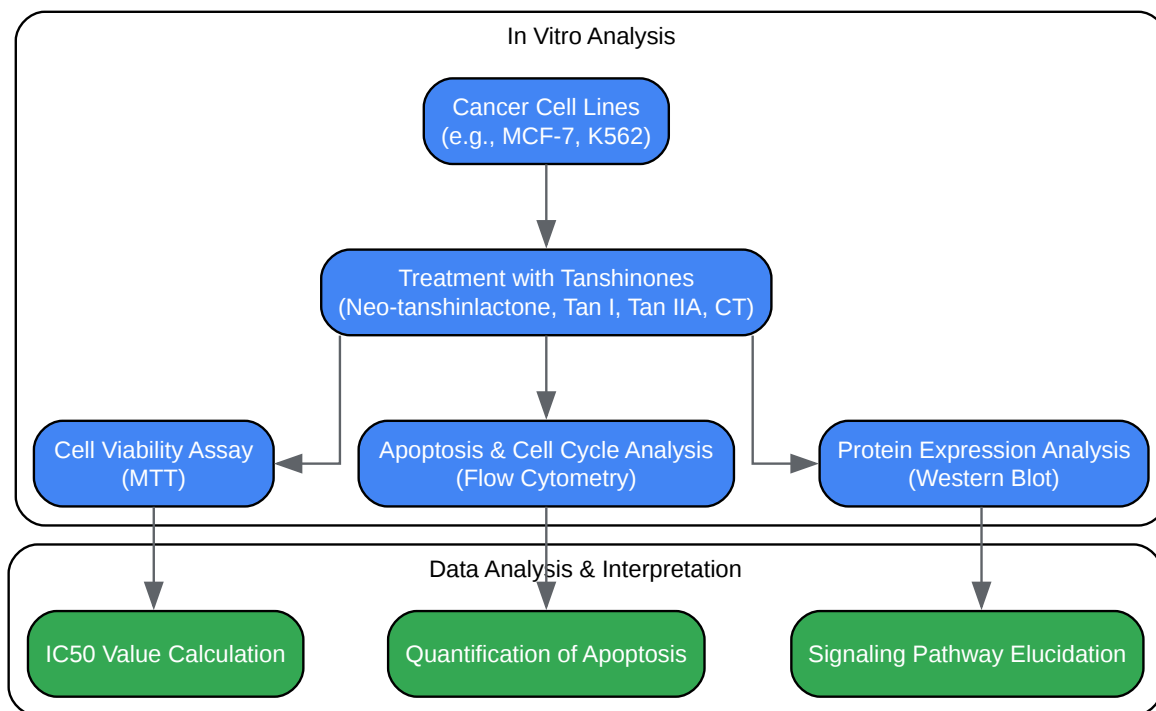 In Vitro Analysis
Cancer Cell Lines
(e.g., MCF-7, K562)
Treatment with Tanshinones
(Neo-tanshinlactone, Tan I, Tan IIA, CT)
Cell Viability Assay
(MTT)
Apoptosis & Cell Cycle Analysis
(Flow Cytometry)
Protein Expression Analysis
(Western Blot)
Data Analysis & Interpretation
IC50 Value Calculation
Quantification of Apoptosis
Signaling Pathway Elucidation